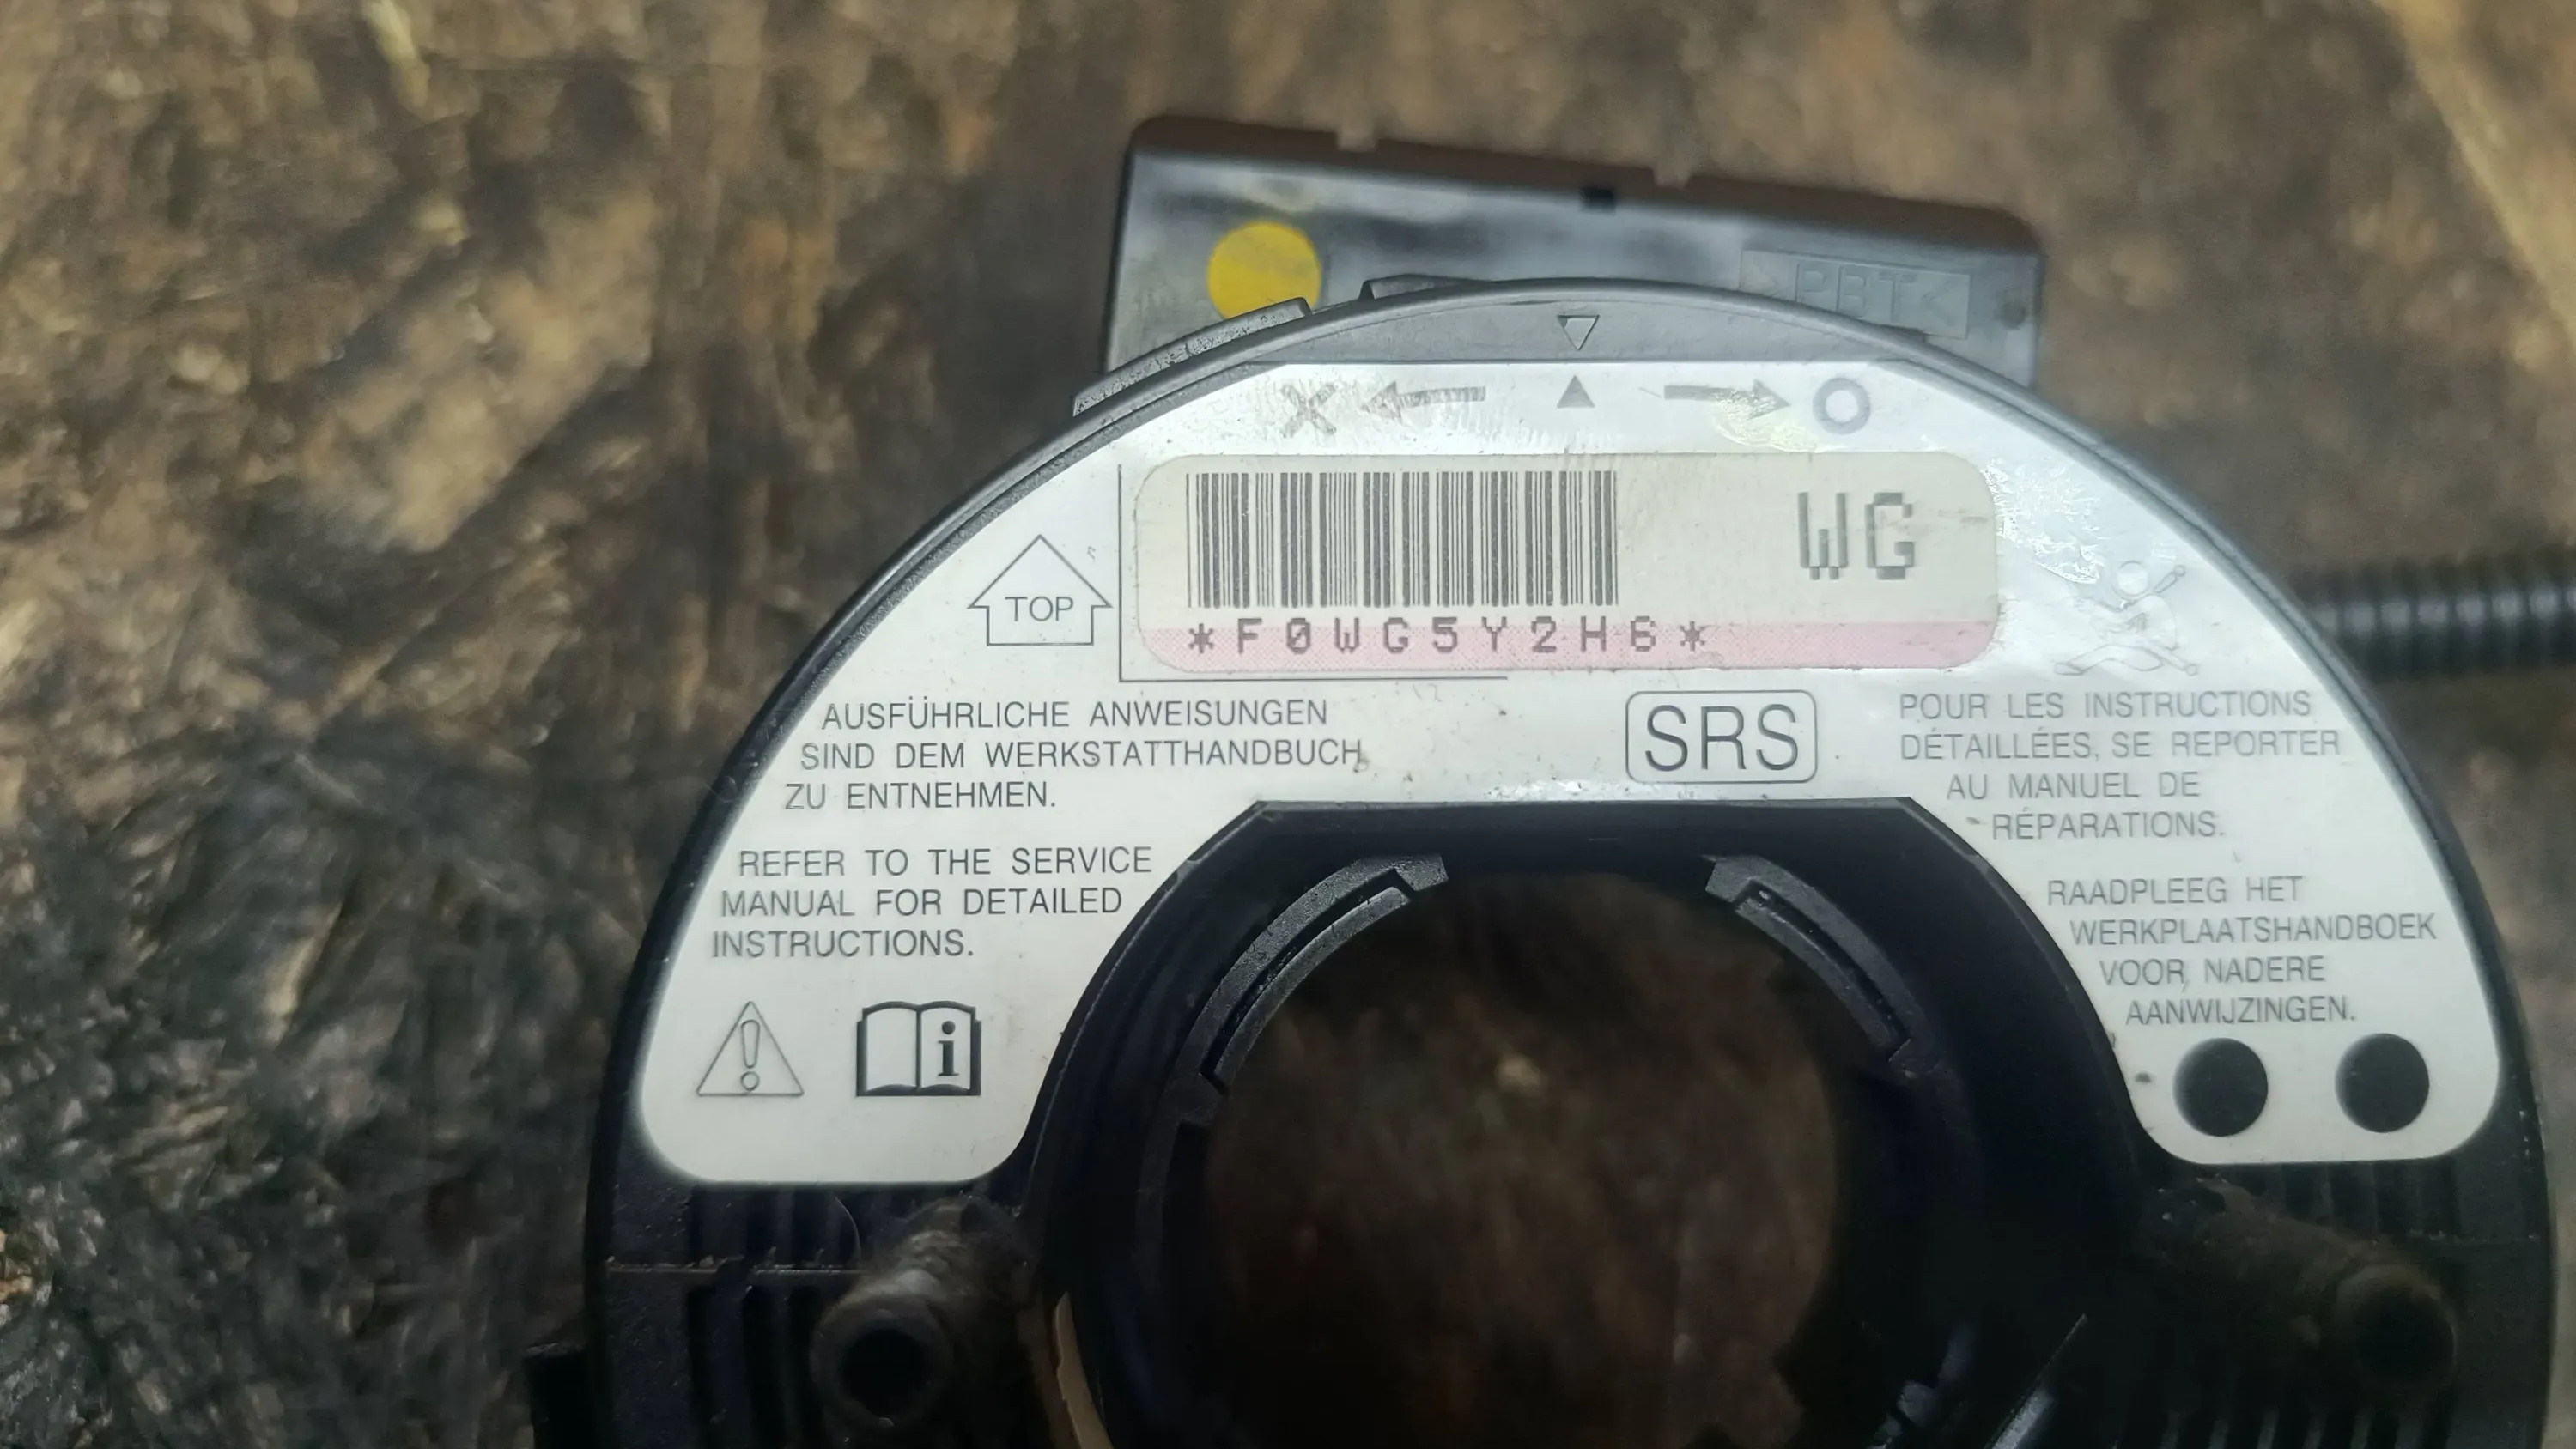 >PBT<
X O
WG
*F0WG5Y2H6*
TOP
AUSFÜHRLICHE ANWEISUNGEN
SIND DEM WERKSTATTHANDBUCH
ZU ENTNEHMEN.
REFER TO THE SERVICE
MANUAL FOR DETAILED
INSTRUCTIONS.
i
SRS
POUR LES INSTRUCTIONS
DÉTAILLÉES, SE REPORTER
AU MANUEL DE
RÉPARATIONS.
RAADPLEEG HET
WERKPLAATSHANDBOEK
VOOR NADERE
AANWIJZINGEN.